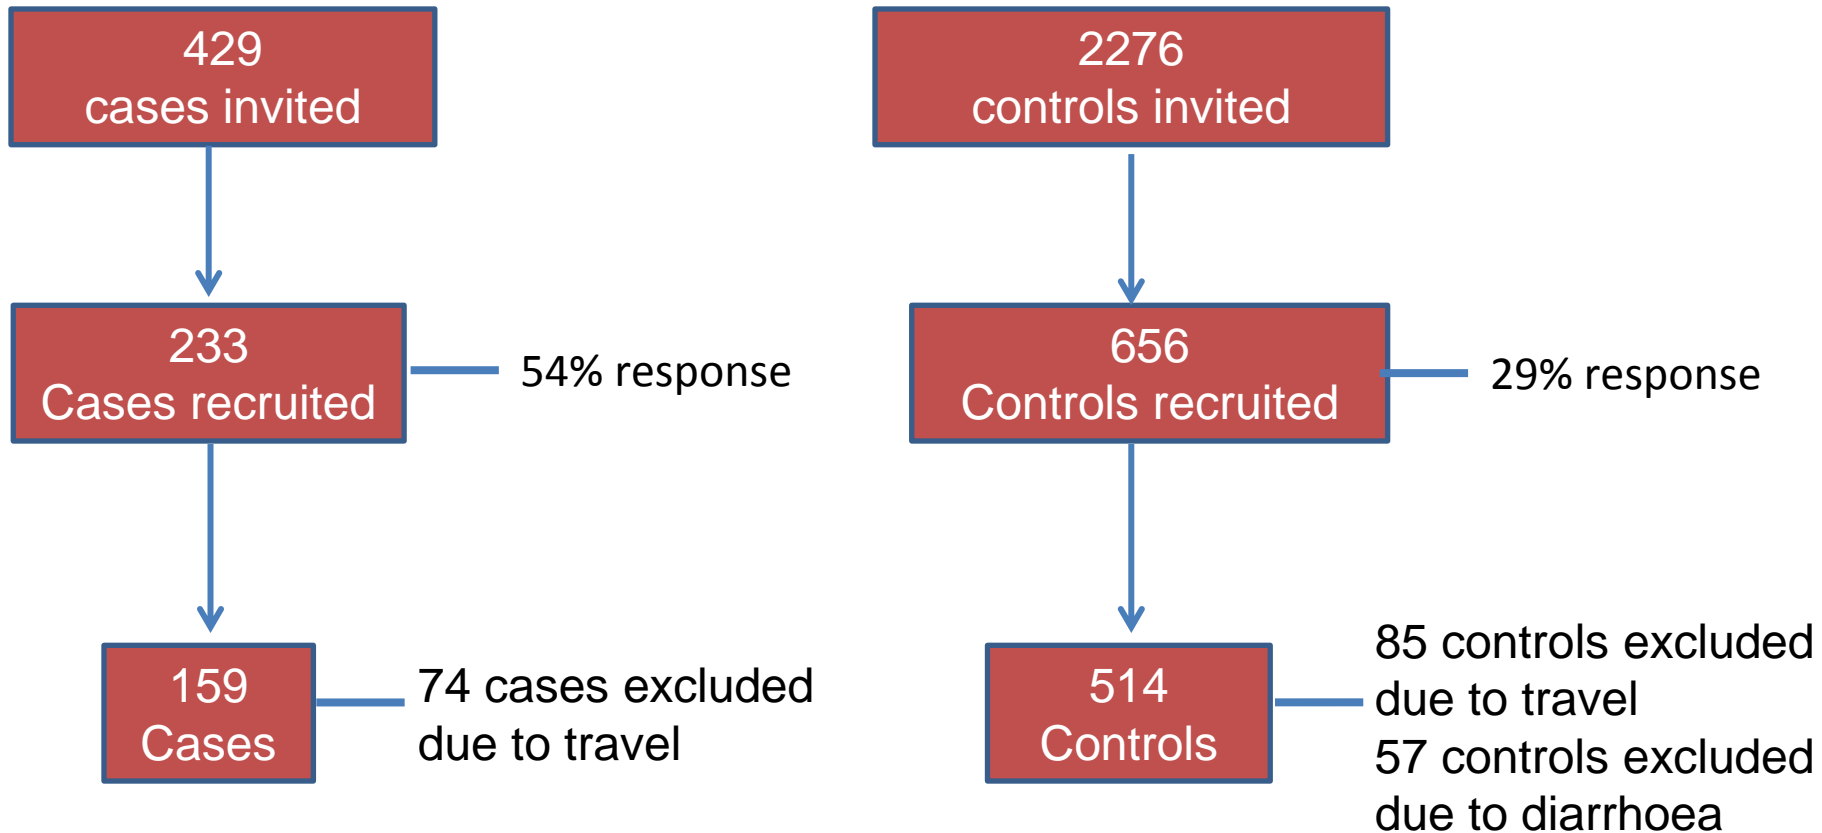 429
cases invited
2276
controls invited
233
Cases recruited
54% response
656
Controls recruited
29% response
159
Cases
74 cases excluded
due to travel
514
Controls
85 controls excluded
due to travel
57 controls excluded
due to diarrhoea